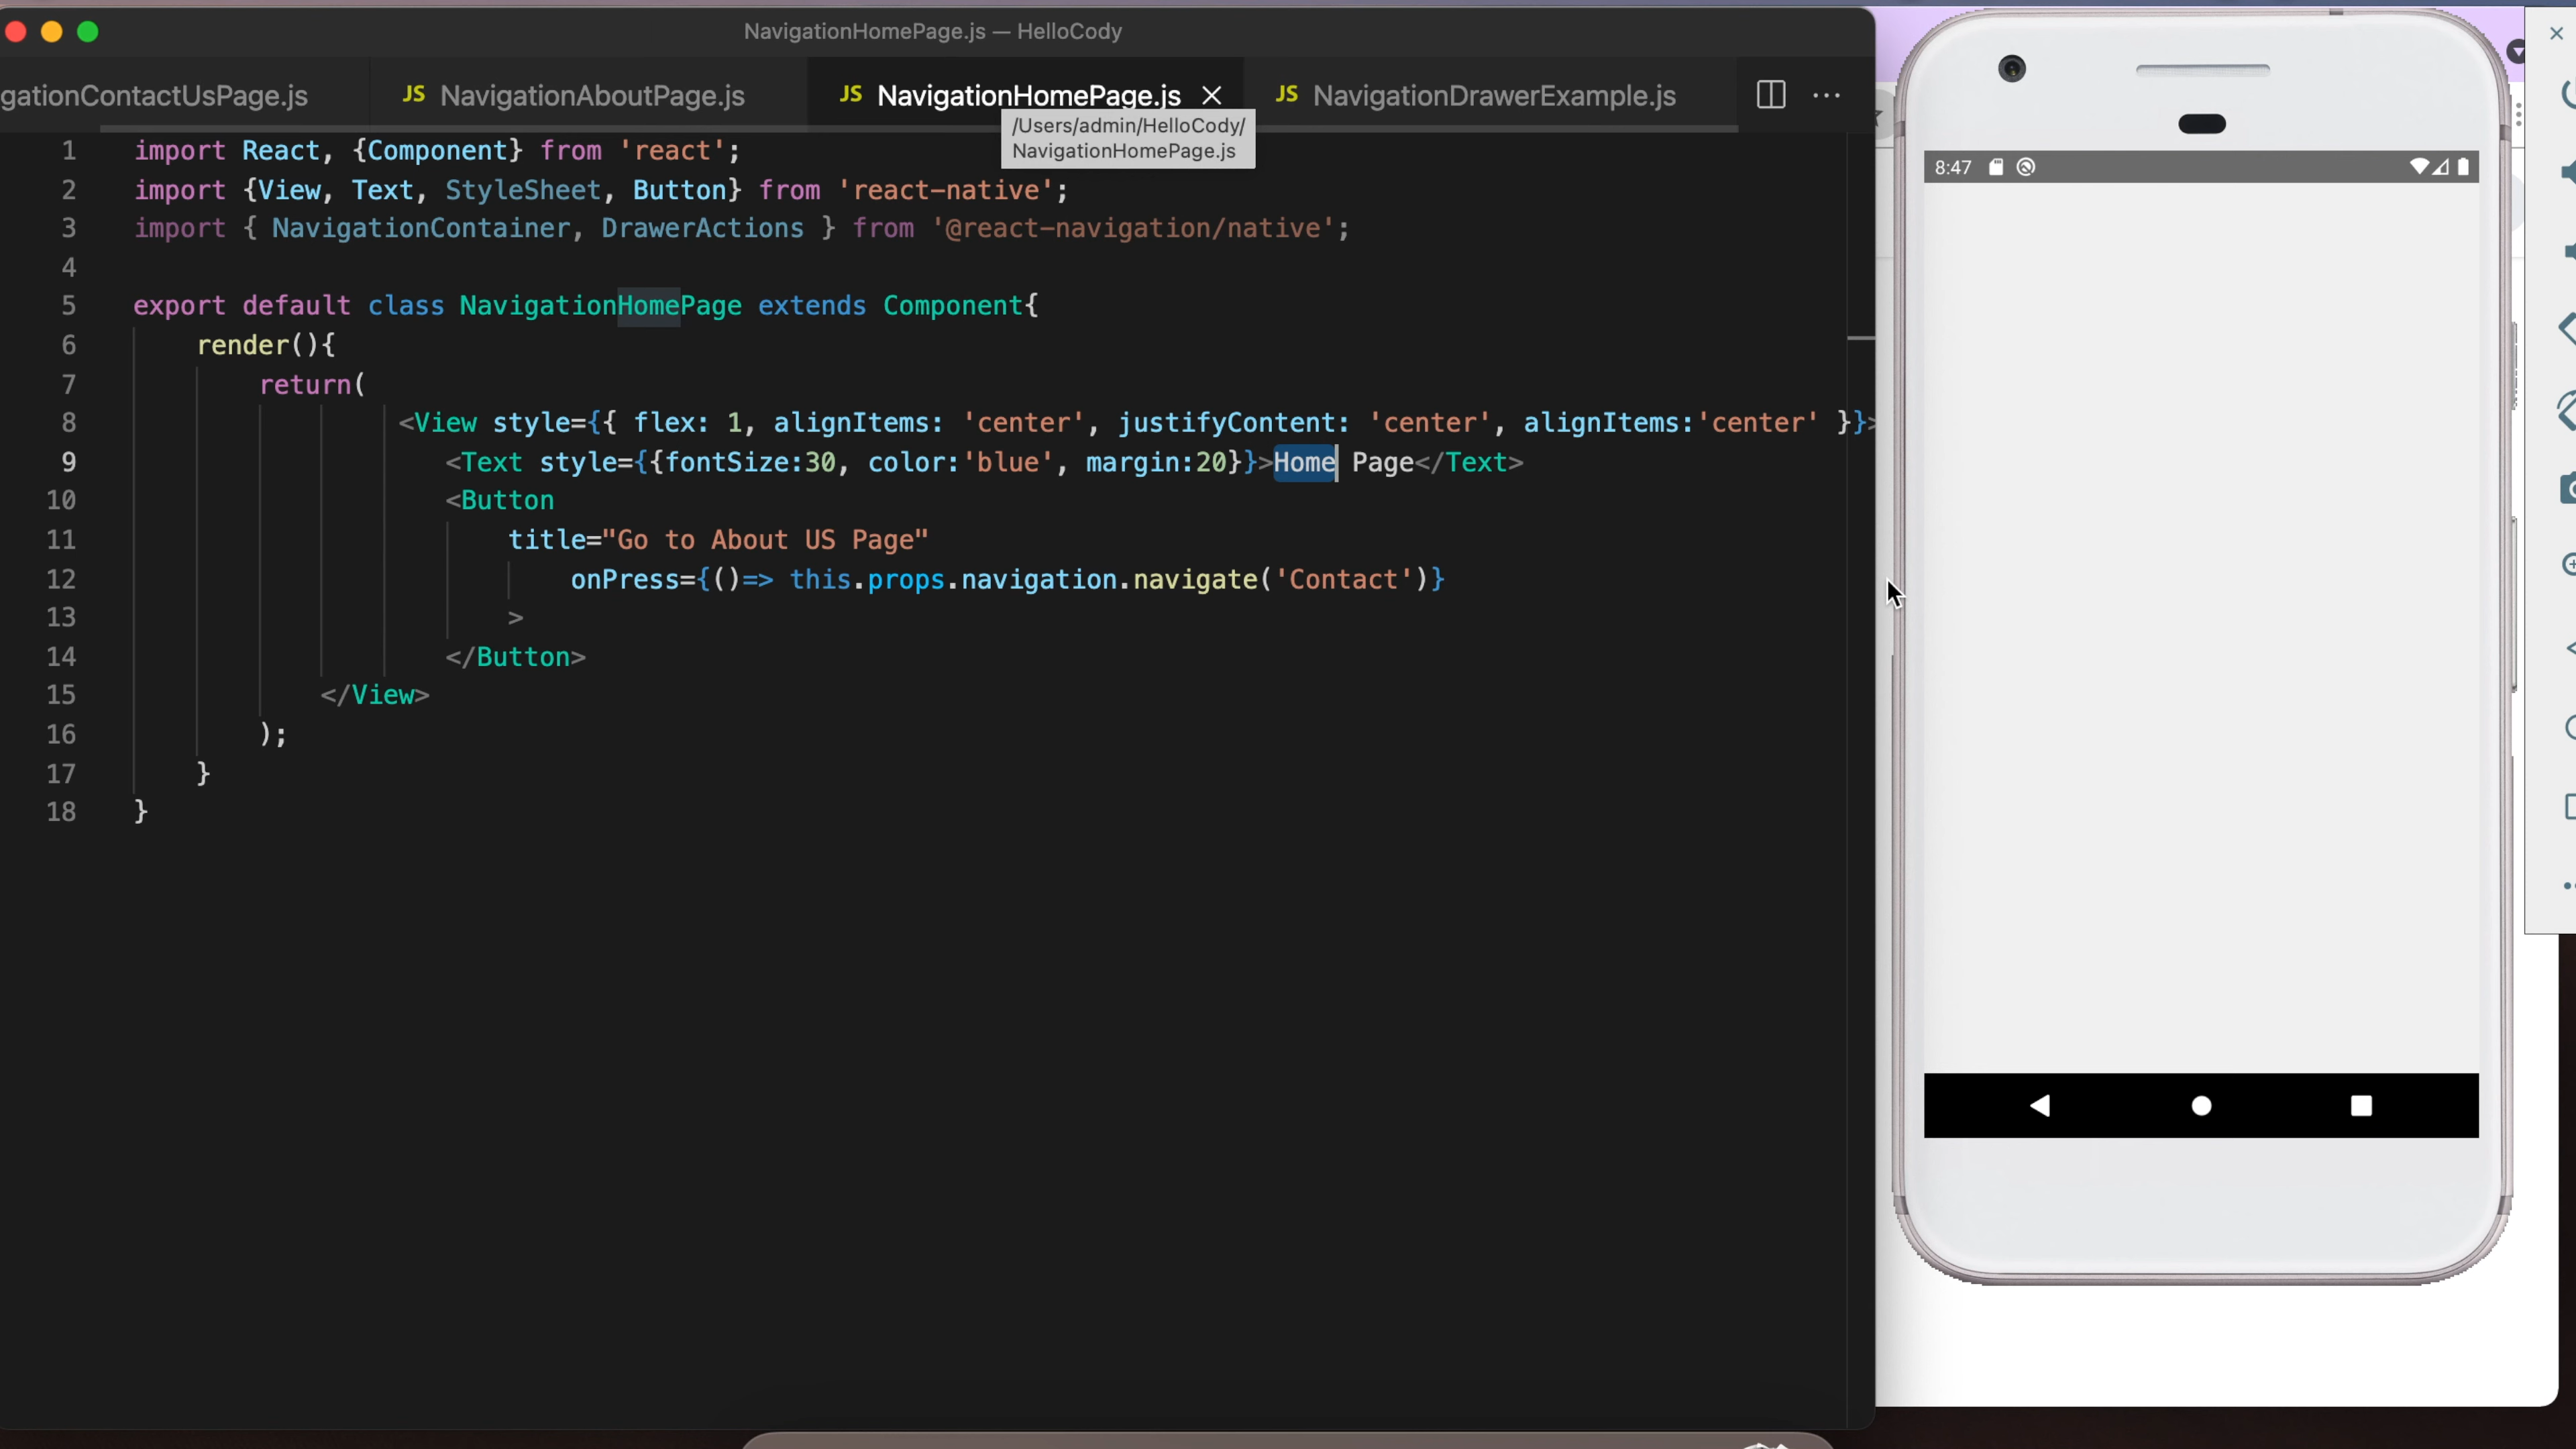 NavigationHomePage.js — HelloCody
gationContactUsPage.js
JS NavigationAboutPage.js
JS NavigationHomePage.js
JS NavigationDrawerExample.js
/Users/admin/HelloCody/
NavigationHomePage.js
1 import React, {Component} from 'react';
2 import {View, Text, StyleSheet, Button} from 'react-native';
3 import { NavigationContainer, DrawerActions } from '@react-navigation/native';
4
5 export default class NavigationHomePage extends Component{
6 render(){
7 return(
8 <View style={{ flex: 1, alignItems: 'center', justifyContent: 'center', alignItems:'center' }}>
9 <Text style={{fontSize:30, color:'blue', margin:20}}>Home Page</Text>
10 <Button
11 title="Go to About US Page"
12 onPress={()=> this.props.navigation.navigate('Contact')}
13 >
14 </Button>
15 </View>
16 );
17 }
18 }
8:47